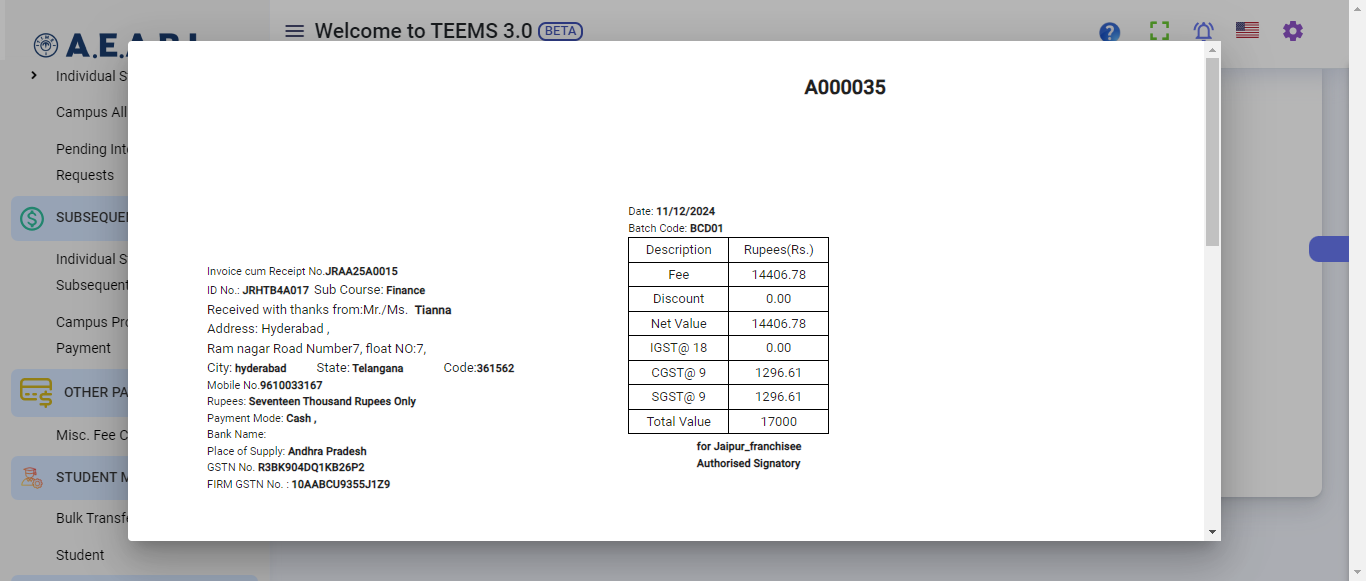 A.E.A
Welcome to TEEMS 3.0 BETA
?
Individual S
Campus All
Pending Int
Requests
SUBSEQUE
Individual S
Subsequent
Campus Pr
Payment
OTHER PA
Misc. Fee C
STUDENT M
Bulk Transfe
Student
A000035
Date: 11/12/2024
Batch Code: BCD01
Description Rupees(Rs.)
Fee 14406.78
Discount 0.00
Net Value 14406.78
IGST@ 18 0.00
CGST@ 9 1296.61
SGST@ 9 1296.61
Total Value 17000
for Jaipur_franchisee
Authorised Signatory
Invoice cum Receipt No.JRAA25A0015
ID No.: JRHTB4A017 Sub Course: Finance
Received with thanks from:Mr./Ms. Tianna
Address: Hyderabad ,
Ram nagar Road Number7, float NO:7,
City: hyderabad State: Telangana Code:361562
Mobile No.9610033167
Rupees: Seventeen Thousand Rupees Only
Payment Mode: Cash ,
Bank Name:
Place of Supply: Andhra Pradesh
GSTN No. R3BK904DQ1KB26P2
FIRM GSTN No. : 10AABCU9355J1Z9